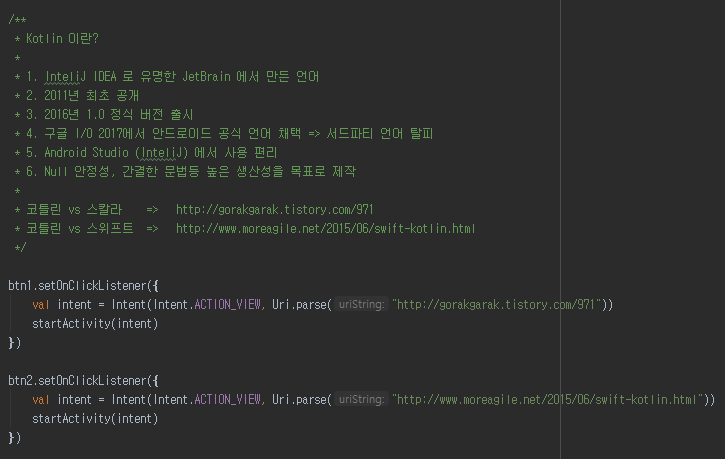 /**
* Kotlin 이란?
*
* 1. InteliJ IDEA 로 유명한 JetBrain 에서 만든 언어
* 2. 2011년 최초 공개
* 3. 2016년 1.0 정식 버전 출시
* 4. 구글 I/O 2017에서 안드로이드 공식 언어 채택 => 서드파티 언어 탈피
* 5. Android Studio (InteliJ) 에서 사용 편리
* 6. Null 안정성, 간결한 문법등 높은 생산성을 목표로 제작
*
* 코틀린 vs 스칼라 => http://gorakgarak.tistory.com/971
* 코틀린 vs 스위프트 => http://www.moreagile.net/2015/06/swift-kotlin.html
*/
btn1.setOnClickListener({
val intent = Intent(Intent.ACTION_VIEW, Uri.parse( uriString: "http://gorakgarak.tistory.com/971"))
startActivity(intent)
})
btn2.setOnClickListener({
val intent = Intent(Intent.ACTION_VIEW, Uri.parse( uriString: "http://www.moreagile.net/2015/06/swift-kotlin.html"))
startActivity(intent)
})